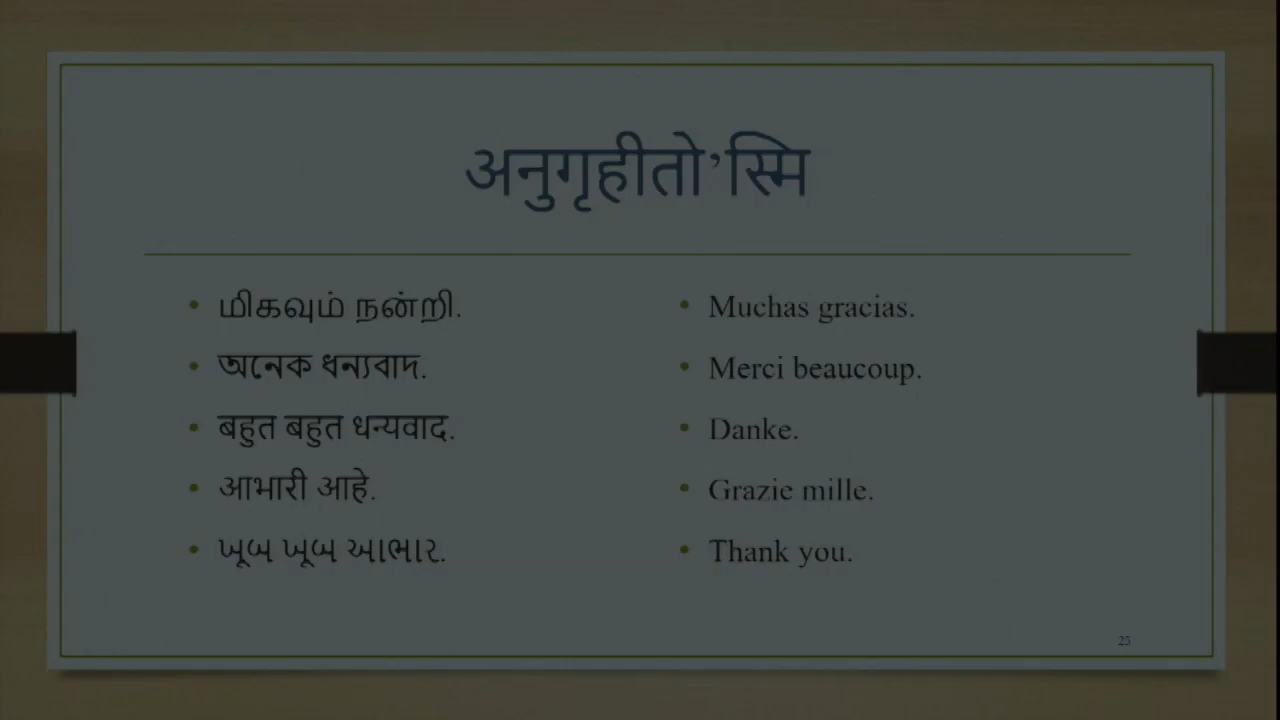 अनुगृहीतो’स्मि
மிகவும் நன்றி.
অনেক ধন্যবাদ.
बहुत बहुत धन्यवाद.
आभारी आहे.
ખૂબ ખૂબ આભાર.
Muchas gracias.
Merci beaucoup.
Danke.
Grazie mille.
Thank you.
25